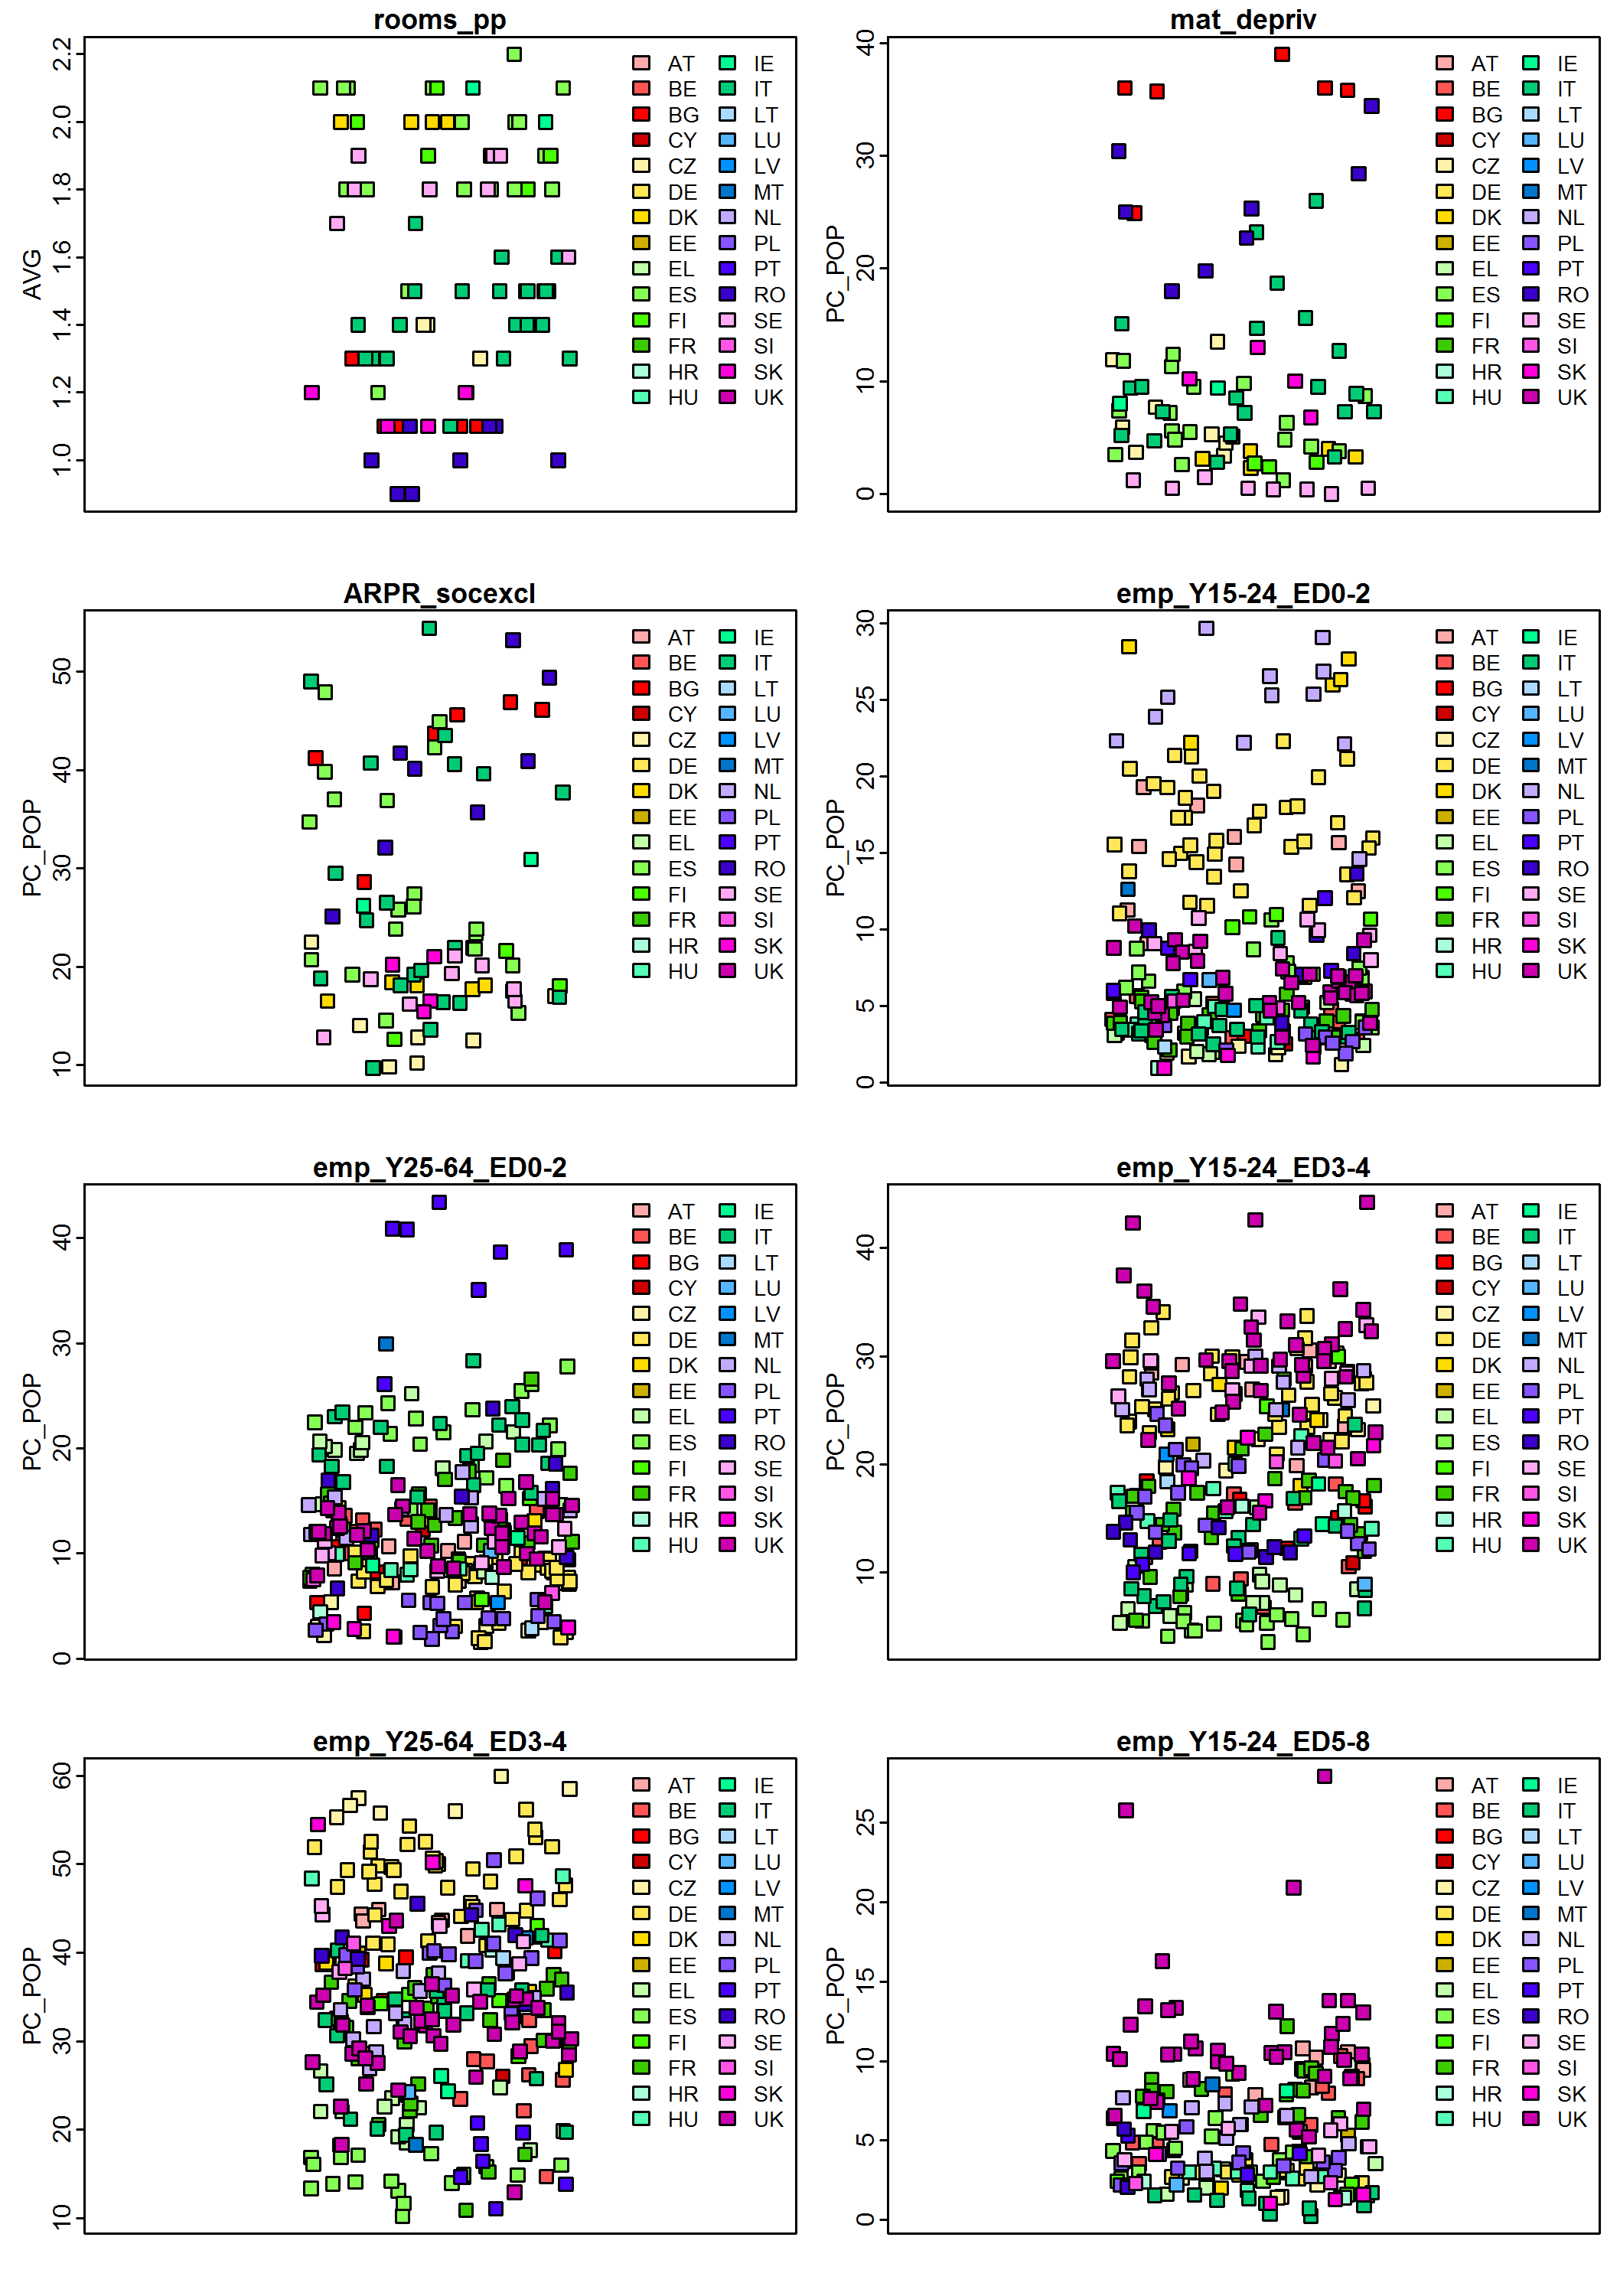 rooms_pp
AVG
1.0 1.2 1.4 1.6 1.8 2.0 2.2
AT IE
BE IT
BG LT
CY LU
CZ LV
DE MT
DK NL
EE PL
EL PT
ES RO
FI SE
FR SI
HR SK
HU UK
mat_depriv
PC_POP
0 10 20 30 40
AT IE
BE IT
BG LT
CY LU
CZ LV
DE MT
DK NL
EE PL
EL PT
ES RO
FI SE
FR SI
HR SK
HU UK
ARPR_socexcl
PC_POP
10 20 30 40 50
AT IE
BE IT
BG LT
CY LU
CZ LV
DE MT
DK NL
EE PL
EL PT
ES RO
FI SE
FR SI
HR SK
HU UK
emp_Y15-24_ED0-2
PC_POP
0 5 10 15 20 25 30
AT IE
BE IT
BG LT
CY LU
CZ LV
DE MT
DK NL
EE PL
EL PT
ES RO
FI SE
FR SI
HR SK
HU UK
emp_Y25-64_ED0-2
PC_POP
0 10 20 30 40
AT IE
BE IT
BG LT
CY LU
CZ LV
DE MT
DK NL
EE PL
EL PT
ES RO
FI SE
FR SI
HR SK
HU UK
emp_Y15-24_ED3-4
PC_POP
10 20 30 40
AT IE
BE IT
BG LT
CY LU
CZ LV
DE MT
DK NL
EE PL
EL PT
ES RO
FI SE
FR SI
HR SK
HU UK
emp_Y25-64_ED3-4
PC_POP
10 20 30 40 50 60
AT IE
BE IT
BG LT
CY LU
CZ LV
DE MT
DK NL
EE PL
EL PT
ES RO
FI SE
FR SI
HR SK
HU UK
emp_Y15-24_ED5-8
PC_POP
0 5 10 15 20 25
AT IE
BE IT
BG LT
CY LU
CZ LV
DE MT
DK NL
EE PL
EL PT
ES RO
FI SE
FR SI
HR SK
HU UK